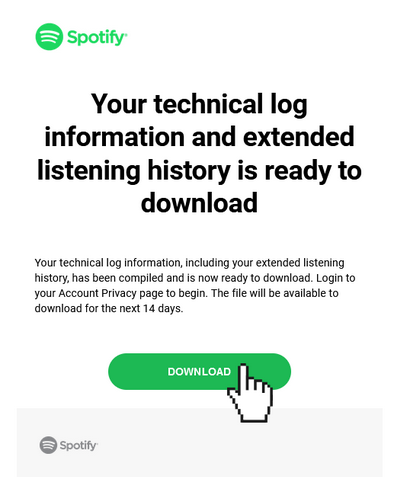 Spotify
Your technical log
information and extended
listening history is ready to
download
Your technical log information, including your extended listening
history, has been compiled and is now ready to download. Login to
your Account Privacy page to begin. The file will be available to
download for the next 14 days.
DOWNLOAD
Spotify